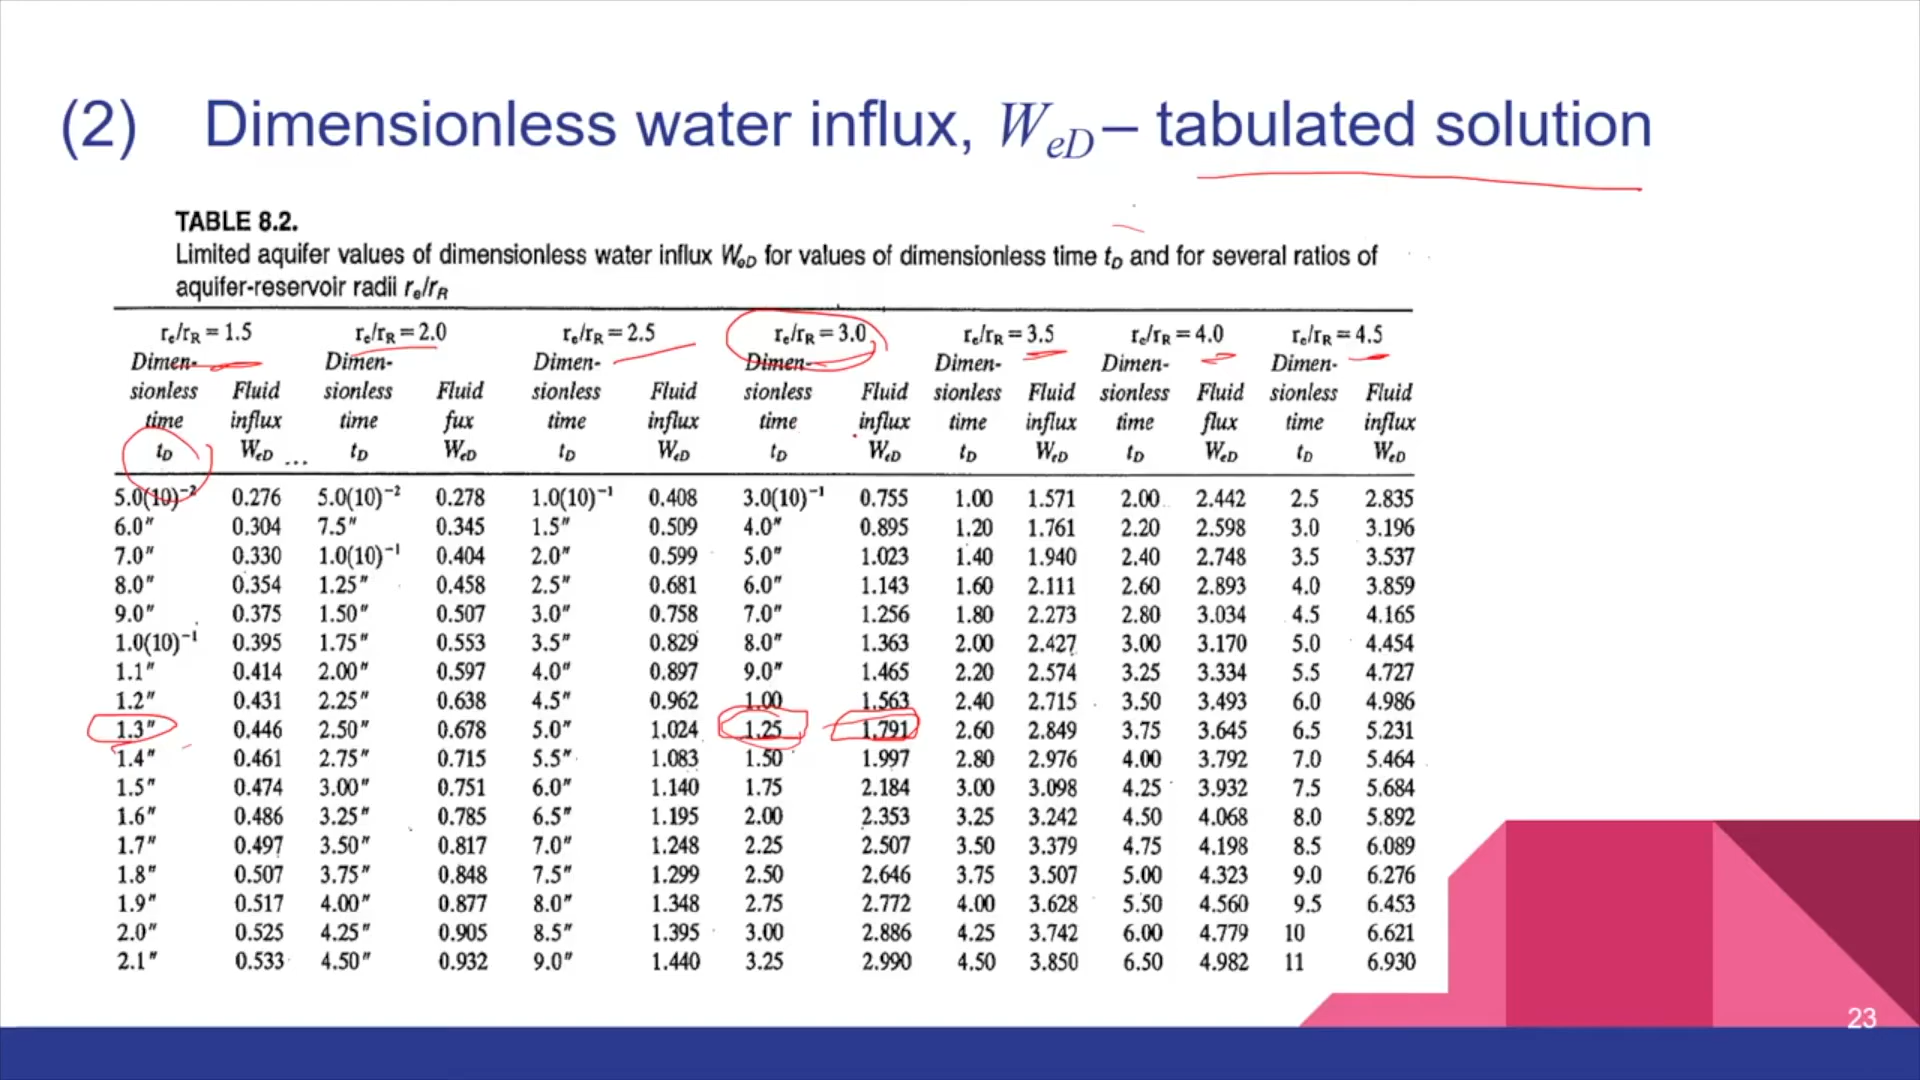 (2) Dimensionless water influx, WeD – tabulated solution
TABLE 8.2.
Limited aquifer values of dimensionless water influx WeD for values of dimensionless time tD and for several ratios of
aquifer-reservoir radii re/rR
re/rR = 1.5 re/rR = 2.0 re/rR = 2.5 re/rR = 3.0 re/rR = 3.5 re/rR = 4.0 re/rR = 4.5
Dimen- Dimen- Dimen- Dimen- Dimen- Dimen- Dimen-
sionless Fluid sionless Fluid sionless Fluid sionless Fluid sionless Fluid sionless Fluid sionless Fluid
time influx time fux time influx time influx time influx time flux time influx
tD WeD ... tD WeD tD WeD tD WeD tD WeD tD WeD tD WeD
5.0(10)⁻² 0.276 5.0(10)⁻² 0.278 1.0(10)⁻¹ 0.408 3.0(10)⁻¹ 0.755 1.00 1.571 2.00 2.442 2.5 2.835
6.0" 0.304 7.5" 0.345 1.5" 0.509 4.0" 0.895 1.20 1.761 2.20 2.598 3.0 3.196
7.0" 0.330 1.0(10)⁻¹ 0.404 2.0" 0.599 5.0" 1.023 1.40 1.940 2.40 2.748 3.5 3.537
8.0" 0.354 1.25" 0.458 2.5" 0.681 6.0" 1.143 1.60 2.111 2.60 2.893 4.0 3.859
9.0" 0.375 1.50" 0.507 3.0" 0.758 7.0" 1.256 1.80 2.273 2.80 3.034 4.5 4.165
1.0(10)⁻¹ 0.395 1.75" 0.553 3.5" 0.829 8.0" 1.363 2.00 2.427 3.00 3.170 5.0 4.454
1.1" 0.414 2.00" 0.597 4.0" 0.897 9.0" 1.465 2.20 2.574 3.25 3.334 5.5 4.727
1.2" 0.431 2.25" 0.638 4.5" 0.962 1.00 1.563 2.40 2.715 3.50 3.493 6.0 4.986
1.3" 0.446 2.50" 0.678 5.0" 1.024 1.25 1.791 2.60 2.849 3.75 3.645 6.5 5.231
1.4" 0.461 2.75" 0.715 5.5" 1.083 1.50 1.997 2.80 2.976 4.00 3.792 7.0 5.464
1.5" 0.474 3.00" 0.751 6.0" 1.140 1.75 2.184 3.00 3.098 4.25 3.932 7.5 5.684
1.6" 0.486 3.25" 0.785 6.5" 1.195 2.00 2.353 3.25 3.242 4.50 4.068 8.0 5.892
1.7" 0.497 3.50" 0.817 7.0" 1.248 2.25 2.507 3.50 3.379 4.75 4.198 8.5 6.089
1.8" 0.507 3.75" 0.848 7.5" 1.299 2.50 2.646 3.75 3.507 5.00 4.323 9.0 6.276
1.9" 0.517 4.00" 0.877 8.0" 1.348 2.75 2.772 4.00 3.628 5.50 4.560 9.5 6.453
2.0" 0.525 4.25" 0.905 8.5" 1.395 3.00 2.886 4.25 3.742 6.00 4.779 10 6.621
2.1" 0.533 4.50" 0.932 9.0" 1.440 3.25 2.990 4.50 3.850 6.50 4.982 11 6.930
23